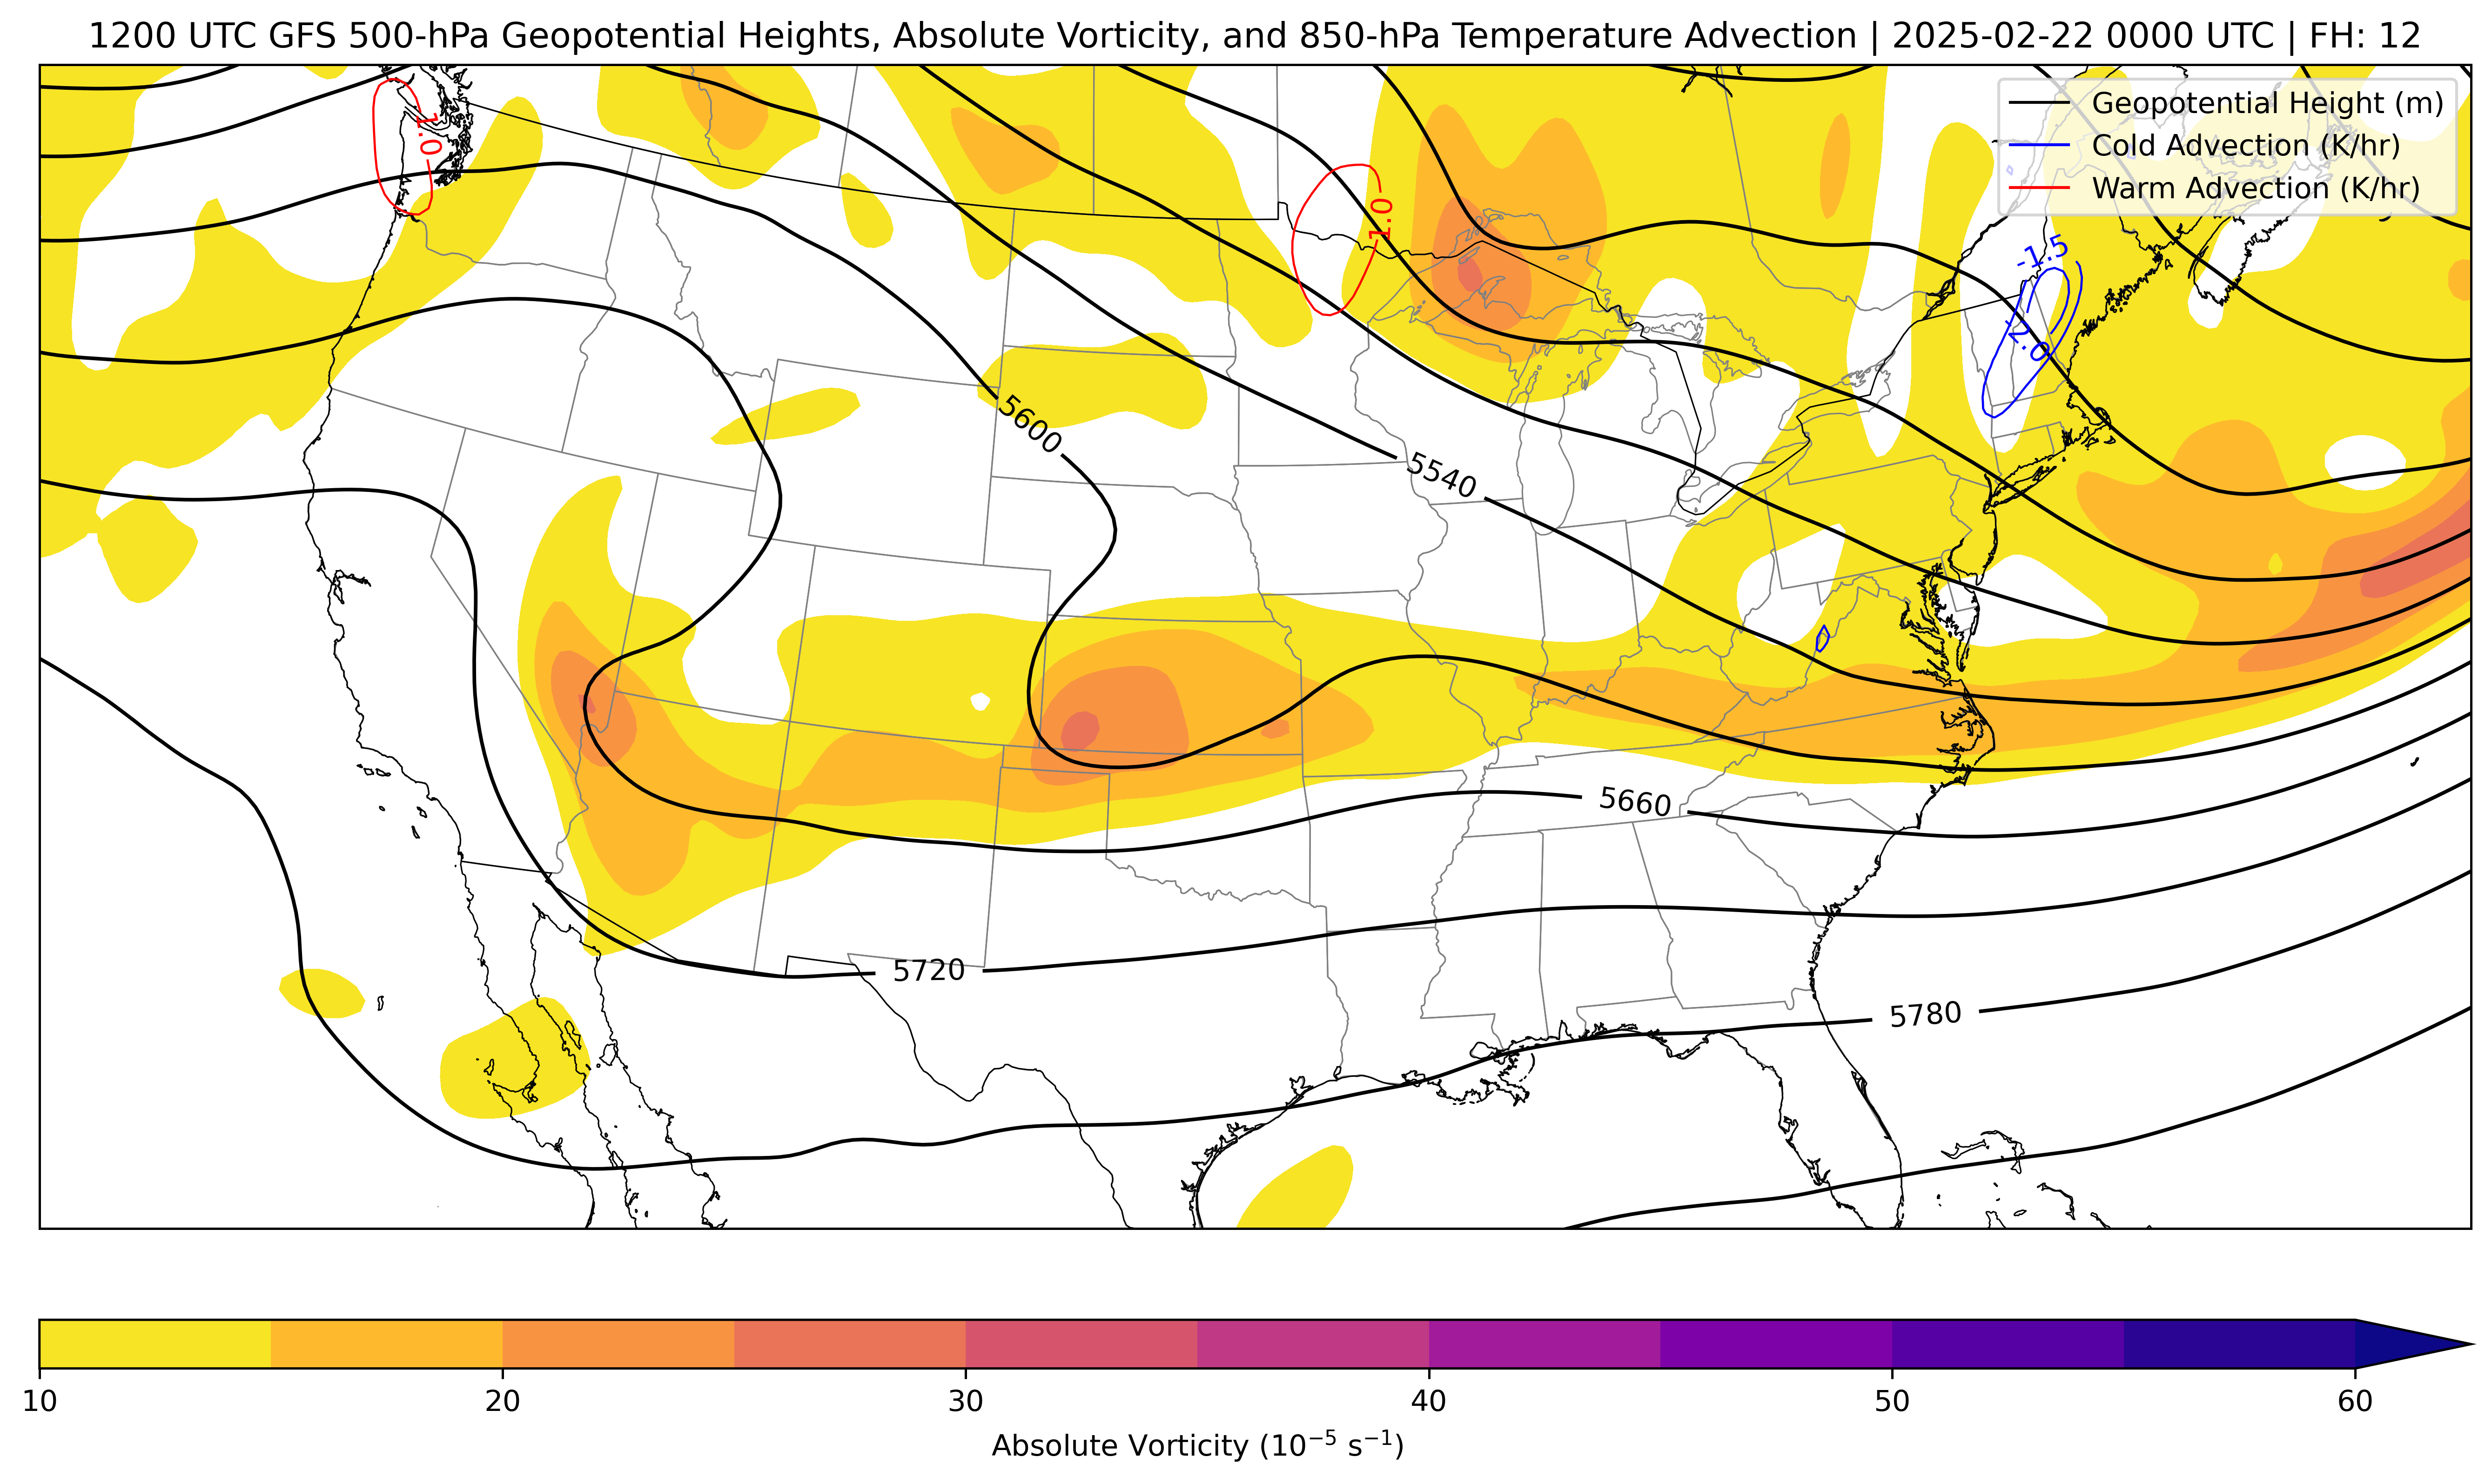 1200 UTC GFS 500-hPa Geopotential Heights, Absolute Vorticity, and 850-hPa Temperature Advection | 2025-02-22 0000 UTC | FH: 12
Geopotential Height (m)
Cold Advection (K/hr)
Warm Advection (K/hr)
1.0
1.0
-1.5
-2.0
5600
5540
5660
5720
5780
10 20 30 40 50 60
Absolute Vorticity (10⁻⁵ s⁻¹)